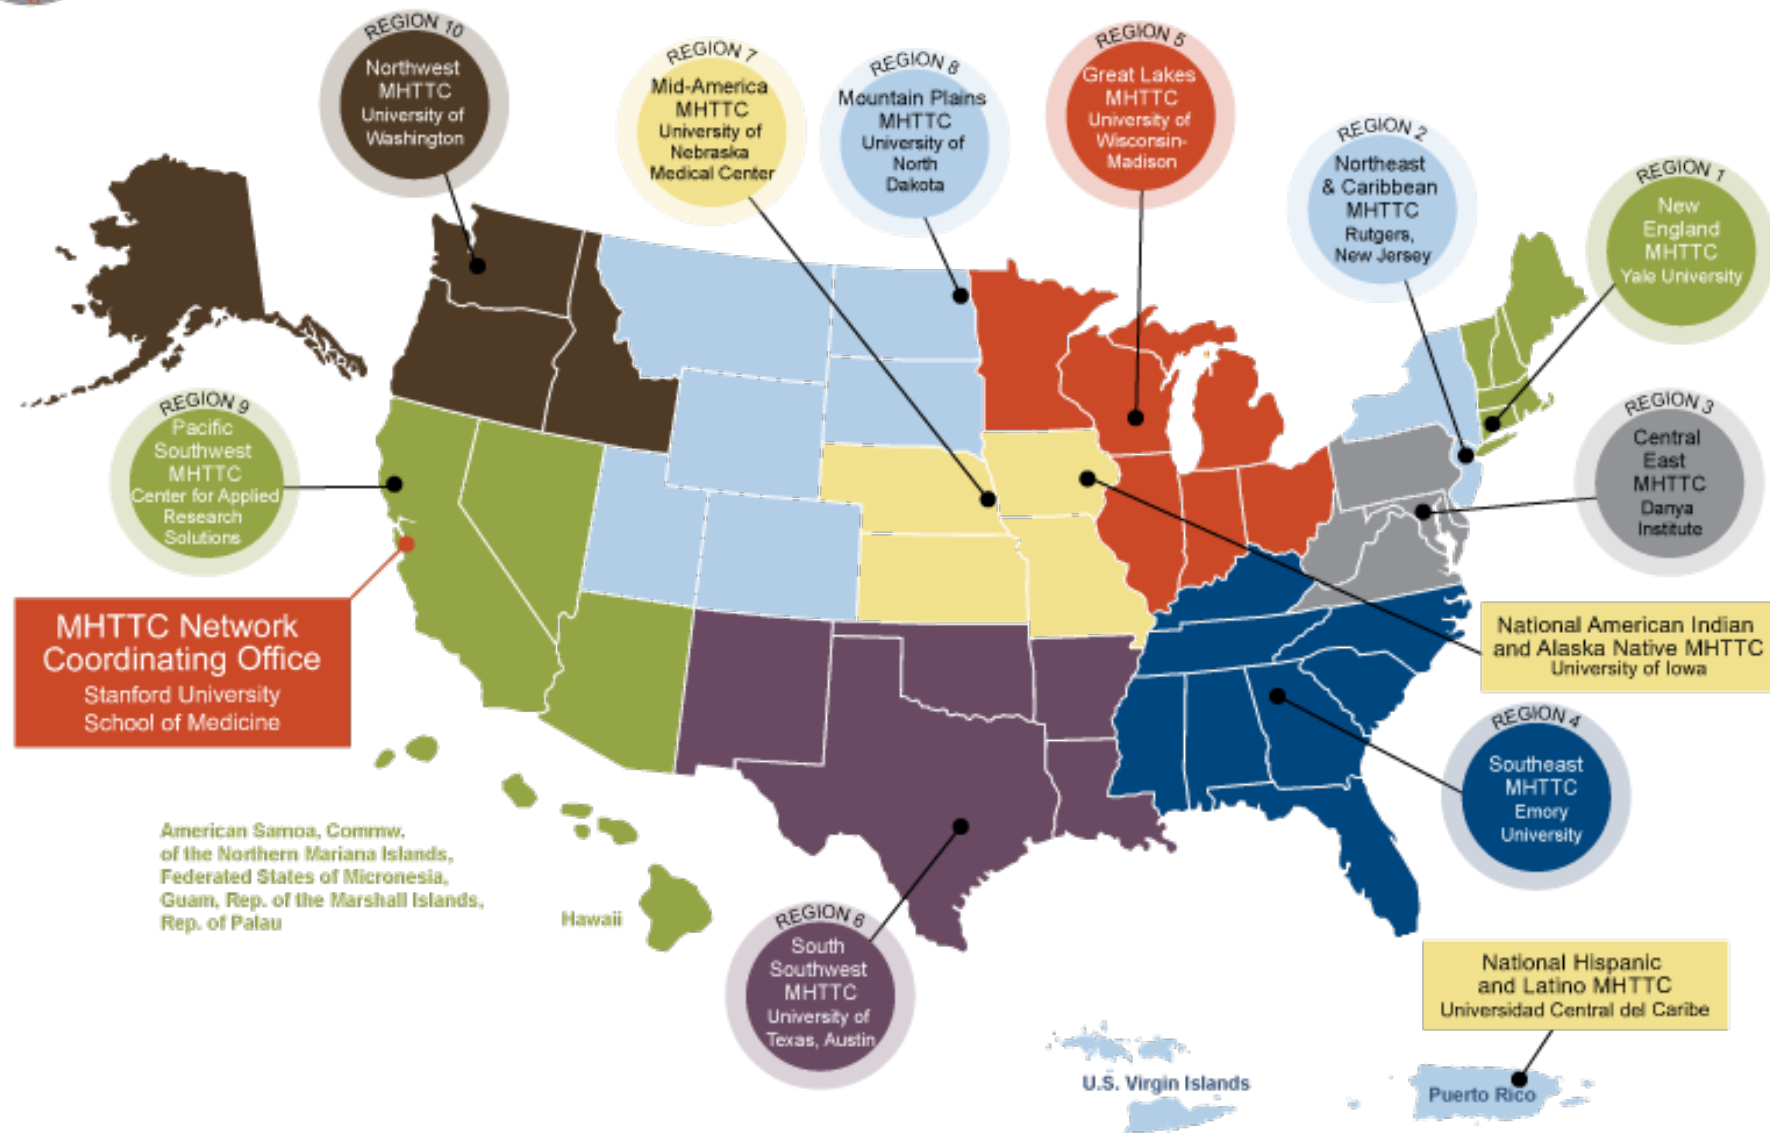 REGION 10
Northwest
MHTTC
University of
Washington
REGION 7
Mid-America
MHTTC
University of
Nebraska
Medical Center
REGION 8
Mountain Plains
MHTTC
University of
North
Dakota
REGION 5
Great Lakes
MHTTC
University of
Wisconsin-
Madison
REGION 2
Northeast
& Caribbean
MHTTC
Rutgers,
New Jersey
REGION 1
New
England
MHTTC
Yale University
REGION 9
Pacific
Southwest
MHTTC
Center for Applied
Research
Solutions
REGION 3
Central
East
MHTTC
Danya
Institute
MHTTC Network
Coordinating Office
Stanford University
School of Medicine
National American Indian
and Alaska Native MHTTC
University of Iowa
REGION 4
Southeast
MHTTC
Emory
University
American Samoa, Commw.
of the Northern Mariana Islands,
Federated States of Micronesia,
Guam, Rep. of the Marshall Islands,
Rep. of Palau
Hawaii
REGION 6
South
Southwest
MHTTC
University of
Texas, Austin
National Hispanic
and Latino MHTTC
Universidad Central del Caribe
U.S. Virgin Islands
Puerto Rico